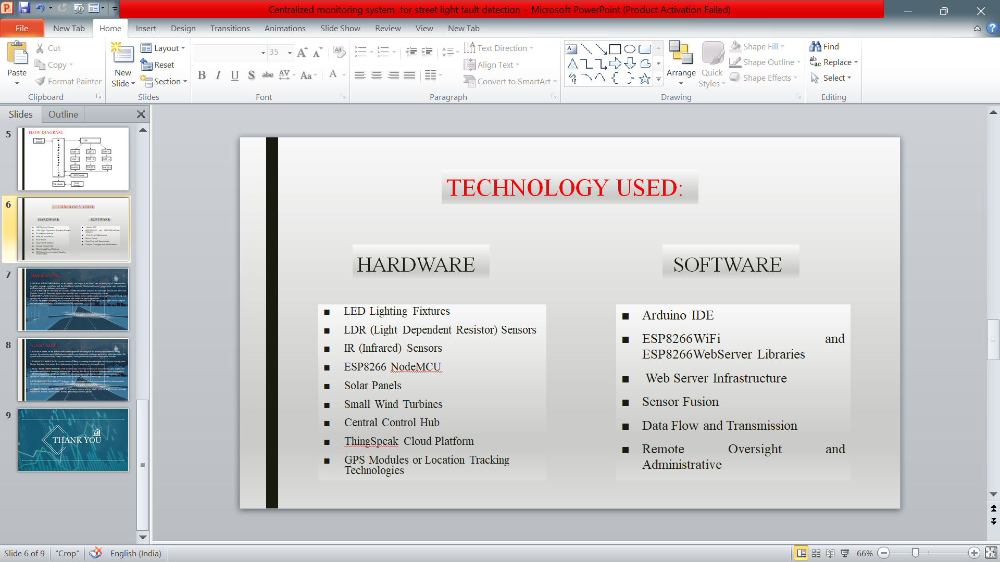 Centralized monitoring system for street light fault detection - Microsoft PowerPoint (Product Activation Failed)
File New Tab Home Insert Design Transitions Animations Slide Show Review View New Tab
Paste
Cut
Copy
Format Painter
Clipboard
New Slide
Layout
Reset
Section
Slides
35
B I U S abc AV Aa A
Font
Text Direction
Align Text
Convert to SmartArt
Paragraph
Arrange
Quick Styles
Shape Fill
Shape Outline
Shape Effects
Drawing
Find
Replace
Select
Editing
Slides Outline
5
FLOW DIAGRAM:
6
TECHNOLOGY USED:
HARDWARE
SOFTWARE
7
CHALLENGES:
8
ADVANTAGES
9
THANK YOU
TECHNOLOGY USED:
HARDWARE
■ LED Lighting Fixtures
■ LDR (Light Dependent Resistor) Sensors
■ IR (Infrared) Sensors
■ ESP8266 NodeMCU
■ Solar Panels
■ Small Wind Turbines
■ Central Control Hub
■ ThingSpeak Cloud Platform
■ GPS Modules or Location Tracking
Technologies
SOFTWARE
■ Arduino IDE
■ ESP8266WiFi and
ESP8266WebServer Libraries
■ Web Server Infrastructure
■ Sensor Fusion
■ Data Flow and Transmission
■ Remote Oversight and
Administrative
Slide 6 of 9 "Crop" English (India) 66%